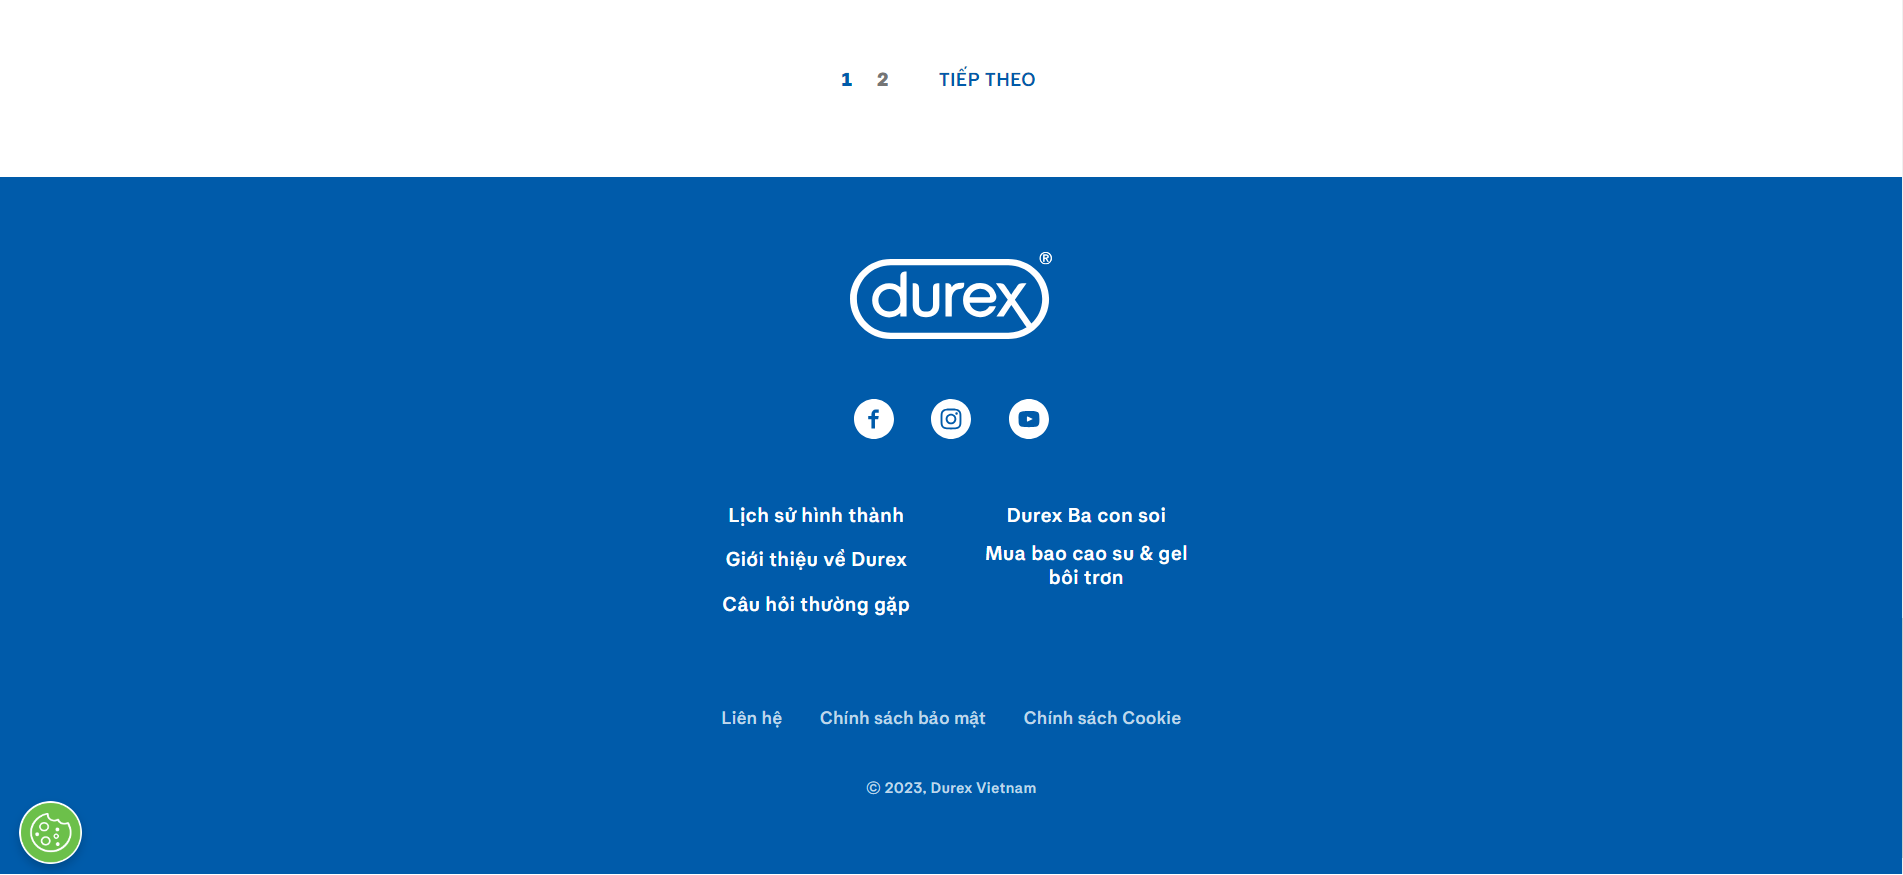 1 2 TIẾP THEO
durex®
Lịch sử hình thành
Giới thiệu về Durex
Câu hỏi thường gặp
Durex Ba con soi
Mua bao cao su & gel
bôi trơn
Liên hệ Chính sách bảo mật Chính sách Cookie
© 2023, Durex Vietnam